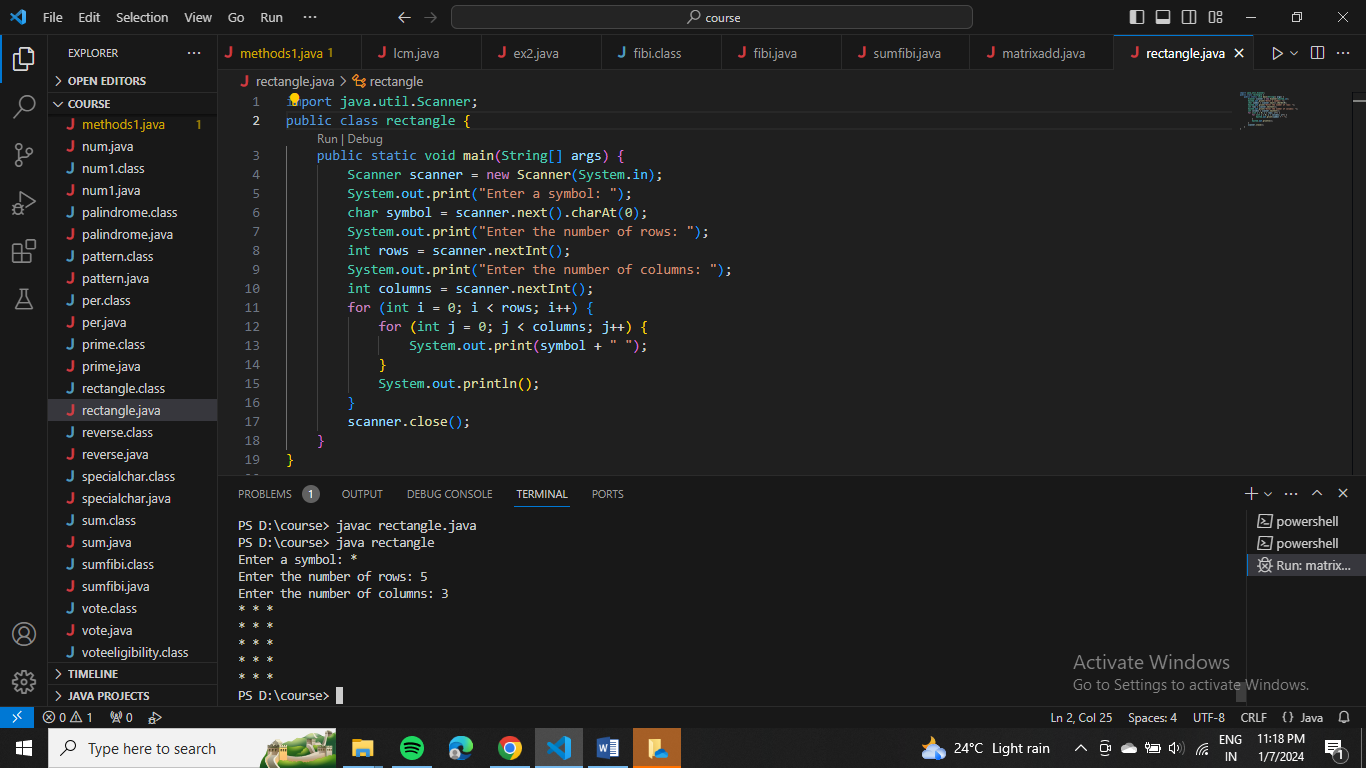 File Edit Selection View Go Run ··· course
EXPLORER ···
OPEN EDITORS
COURSE
methods1.java 1
num.java
num1.class
num1.java
palindrome.class
palindrome.java
pattern.class
pattern.java
per.class
per.java
prime.class
prime.java
rectangle.class
rectangle.java
reverse.class
reverse.java
specialchar.class
specialchar.java
sum.class
sum.java
sumfibi.class
sumfibi.java
vote.class
vote.java
voteeligibility.class
TIMELINE
JAVA PROJECTS
methods1.java 1 lcm.java ex2.java fibi.class fibi.java sumfibi.java matrixadd.java rectangle.java
rectangle.java > rectangle
1 import java.util.Scanner;
2 public class rectangle {
Run | Debug
3 public static void main(String[] args) {
4 Scanner scanner = new Scanner(System.in);
5 System.out.print("Enter a symbol: ");
6 char symbol = scanner.next().charAt(0);
7 System.out.print("Enter the number of rows: ");
8 int rows = scanner.nextInt();
9 System.out.print("Enter the number of columns: ");
10 int columns = scanner.nextInt();
11 for (int i = 0; i < rows; i++) {
12 for (int j = 0; j < columns; j++) {
13 System.out.print(symbol + " ");
14 }
15 System.out.println();
16 }
17 scanner.close();
18 }
19 }
PROBLEMS 1 OUTPUT DEBUG CONSOLE TERMINAL PORTS
PS D:\course> javac rectangle.java
PS D:\course> java rectangle
Enter a symbol: *
Enter the number of rows: 5
Enter the number of columns: 3
* * *
* * *
* * *
* * *
* * *
PS D:\course>
powershell
powershell
Run: matrix...
Activate Windows
Go to Settings to activate Windows.
0 1 0 Ln 2, Col 25 Spaces: 4 UTF-8 CRLF {} Java
Type here to search 24°C Light rain ENG IN 11:18 PM 1/7/2024 1